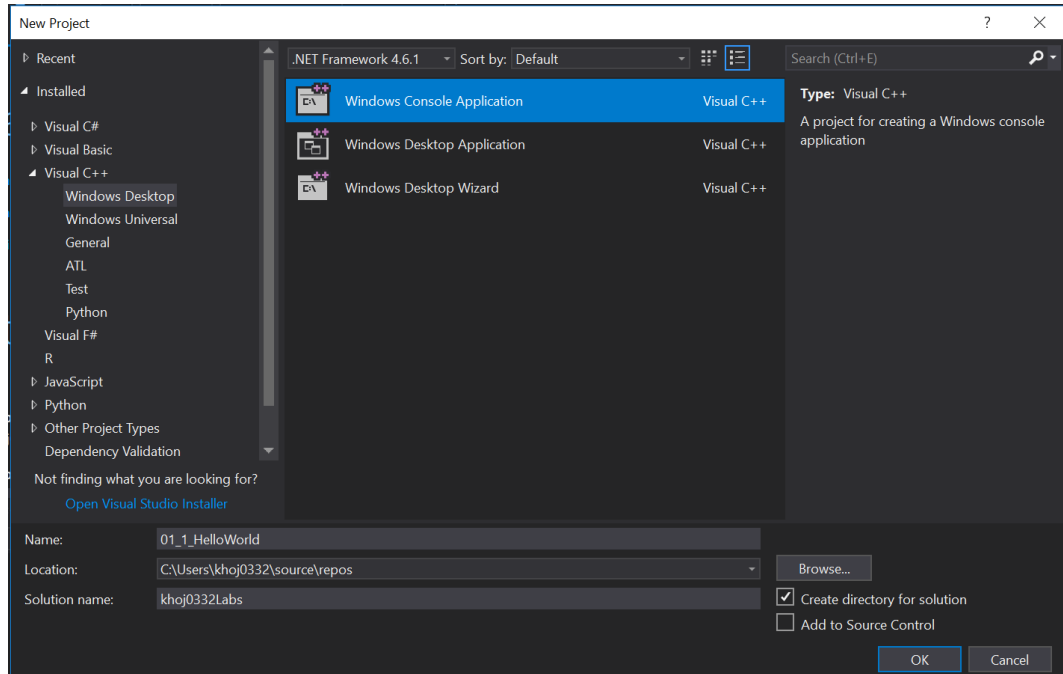 New Project
Recent
Installed
Visual C#
Visual Basic
Visual C++
Windows Desktop
Windows Universal
General
ATL
Test
Python
Visual F#
R
JavaScript
Python
Other Project Types
Dependency Validation
Not finding what you are looking for?
Open Visual Studio Installer
.NET Framework 4.6.1 Sort by: Default
Windows Console Application Visual C++
Windows Desktop Application Visual C++
Windows Desktop Wizard Visual C++
Search (Ctrl+E)
Type: Visual C++
A project for creating a Windows console
application
Name: 01_1_HelloWorld
Location: C:\Users\khoj0332\source\repos
Browse...
Solution name: khoj0332Labs
Create directory for solution
Add to Source Control
OK Cancel